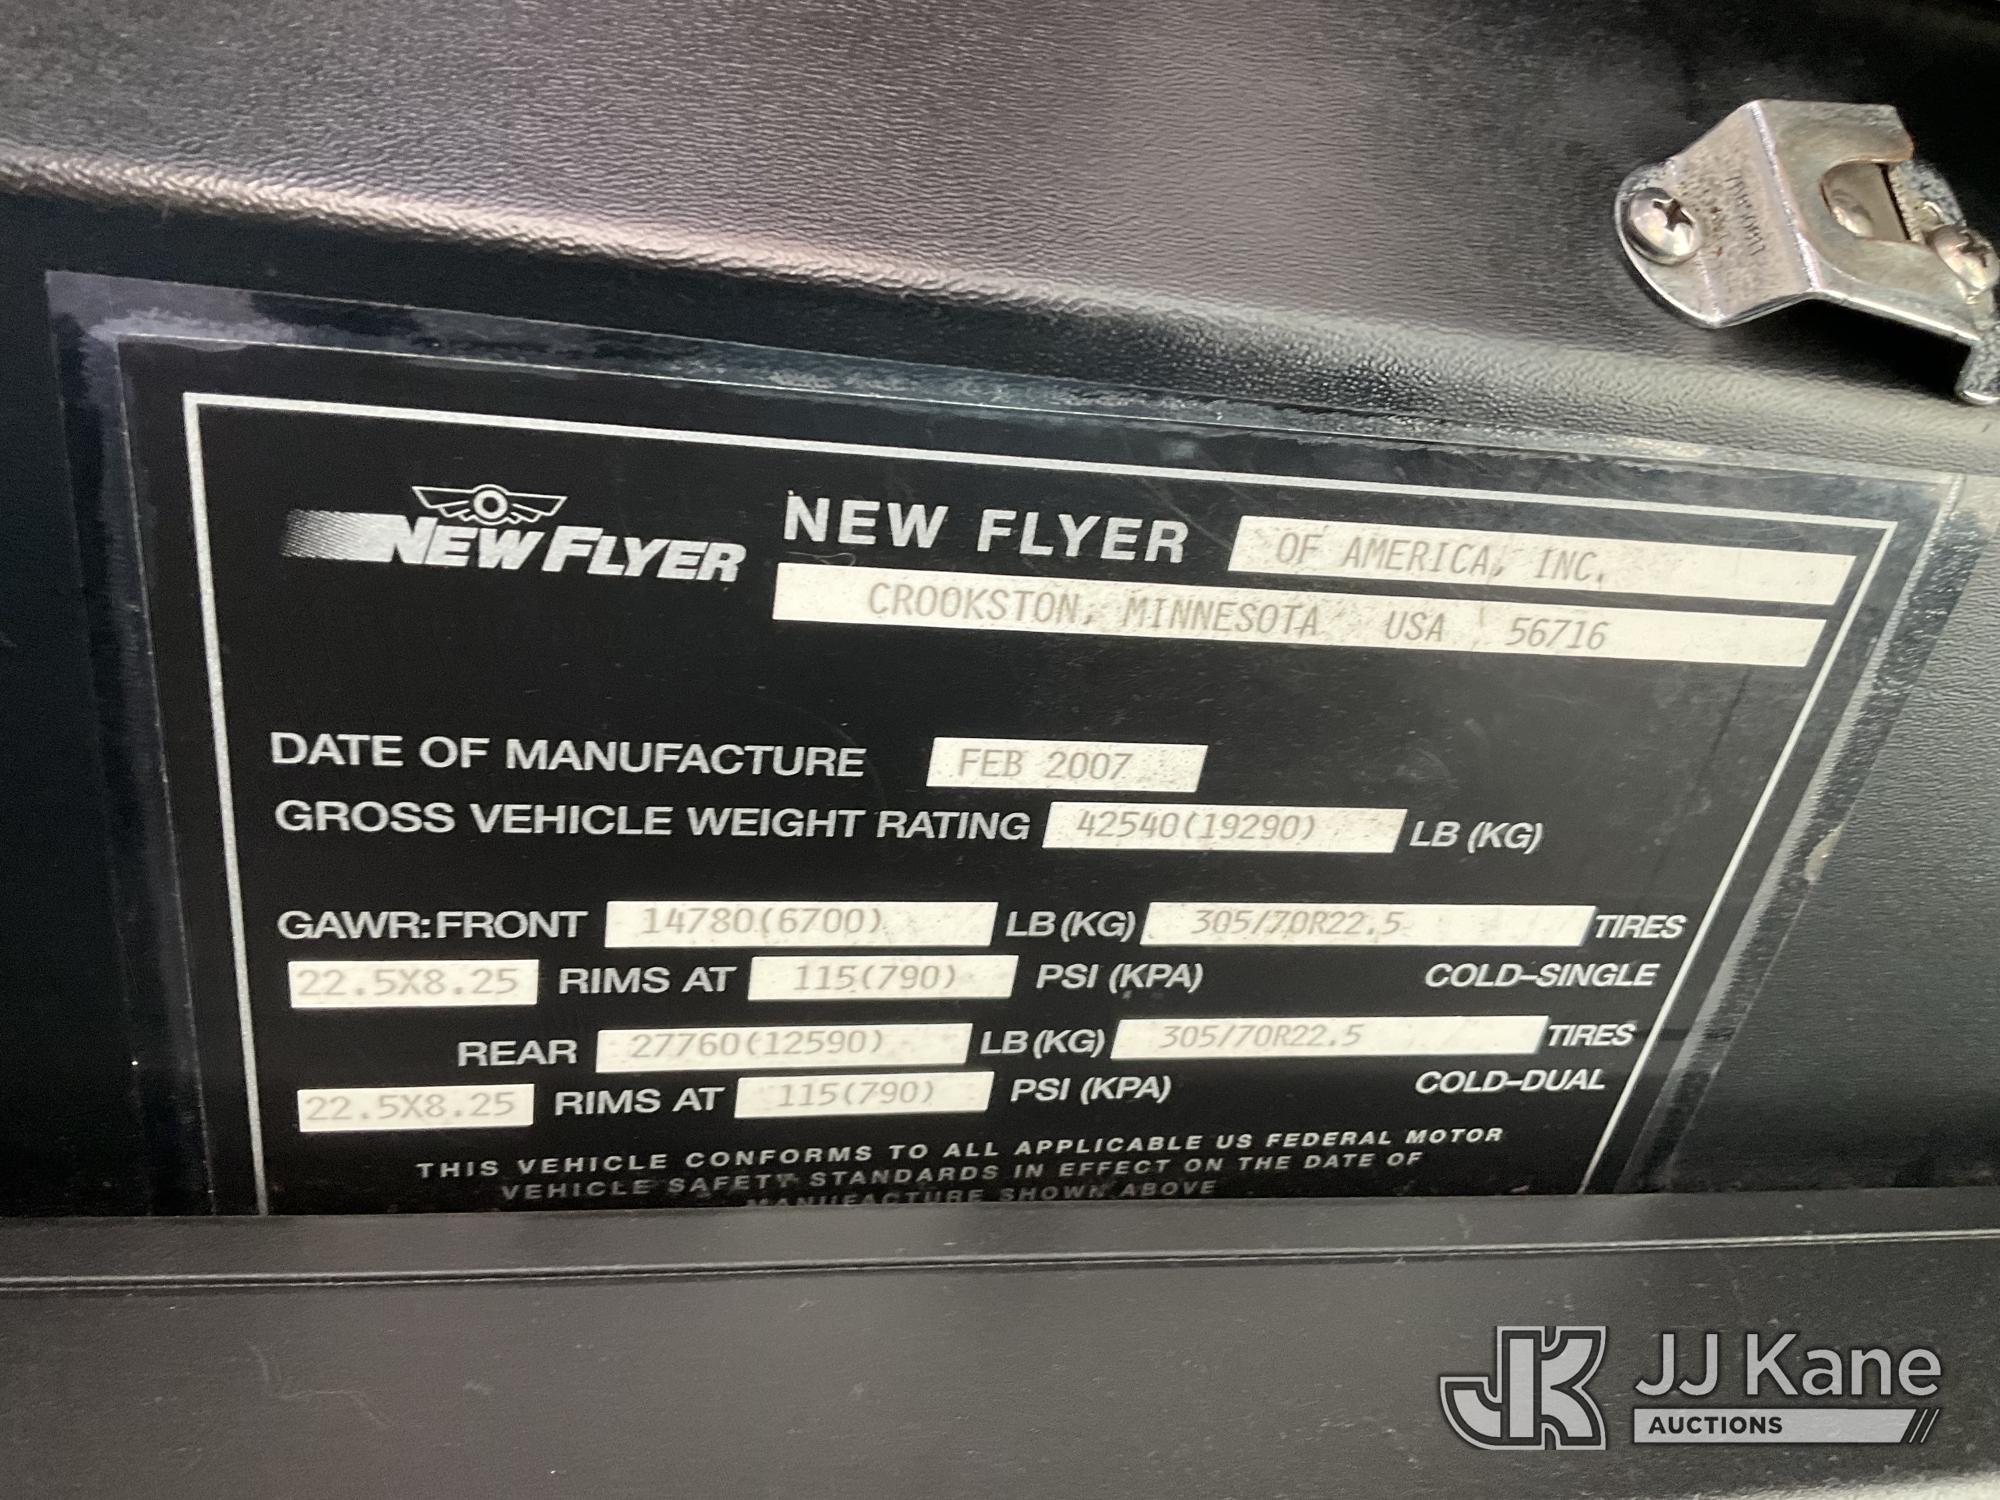 NEW FLYER NEW FLYER OF AMERICA, INC.
CROOKSTON, MINNESOTA USA 56716
DATE OF MANUFACTURE FEB 2007
GROSS VEHICLE WEIGHT RATING 42540(19290) LB (KG)
GAWR: FRONT 14780(6700) LB (KG) 305/70R22.5 TIRES
22.5X8.25 RIMS AT 115(790) PSI (KPA) COLD-SINGLE
REAR 27760(12590) LB (KG) 305/70R22.5 TIRES
22.5X8.25 RIMS AT 115(790) PSI (KPA) COLD-DUAL
THIS VEHICLE CONFORMS TO ALL APPLICABLE US FEDERAL MOTOR
VEHICLE SAFETY STANDARDS IN EFFECT ON THE DATE OF
MANUFACTURE SHOWN ABOVE
JK JJ Kane
AUCTIONS